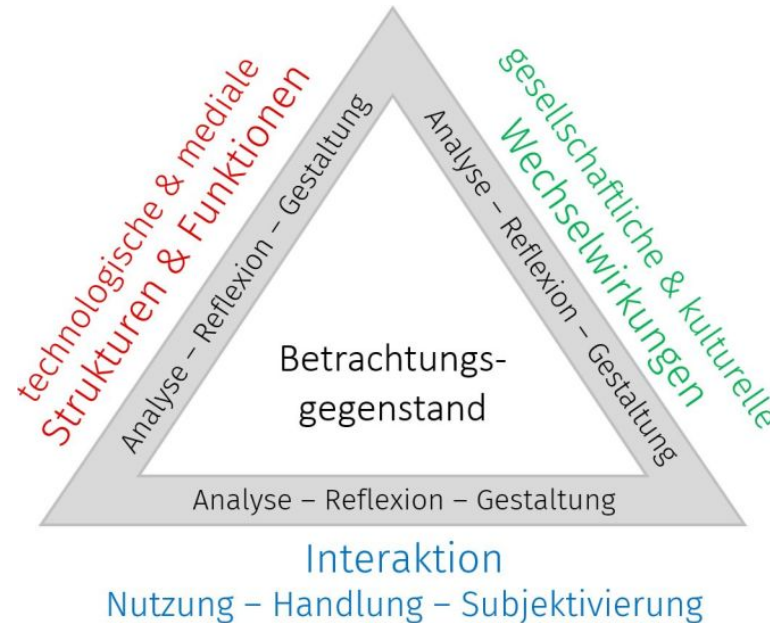 technologische & mediale
Strukturen & Funktionen
Analyse – Reflexion – Gestaltung
gesellschaftliche & kulturelle
Wechselwirkungen
Analyse – Reflexion – Gestaltung
Betrachtungs-
gegenstand
Analyse – Reflexion – Gestaltung
Interaktion
Nutzung – Handlung – Subjektivierung